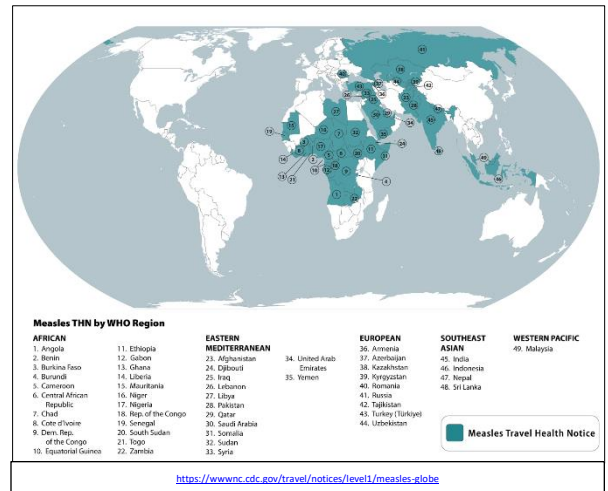 Measles THN by WHO Region
AFRICAN
1. Angola
2. Benin
3. Burkina Faso
4. Burundi
5. Cameroon
6. Central African
Republic
7. Chad
8. Cote d'Ivoire
9. Dem. Rep.
of the Congo
10. Equatorial Guinea
11. Ethiopia
12. Gabon
13. Ghana
14. Liberia
15. Mauritania
16. Niger
17. Nigeria
18. Rep. of the Congo
19. Senegal
20. South Sudan
21. Togo
22. Zambia
EASTERN
MEDITERRANEAN
23. Afghanistan
24. Djibouti
25. Iraq
26. Lebanon
27. Libya
28. Pakistan
29. Qatar
30. Saudi Arabia
31. Somalia
32. Sudan
33. Syria
34. United Arab
Emirates
35. Yemen
EUROPEAN
36. Armenia
37. Azerbaijan
38. Kazakhstan
39. Kyrgyzstan
40. Romania
41. Russia
42. Tajikistan
43. Turkey (Türkiye)
44. Uzbekistan
SOUTHEAST
ASIAN
45. India
46. Indonesia
47. Nepal
48. Sri Lanka
WESTERN PACIFIC
49. Malaysia
Measles Travel Health Notice
https://wwwnc.cdc.gov/travel/notices/level1/measles-globe